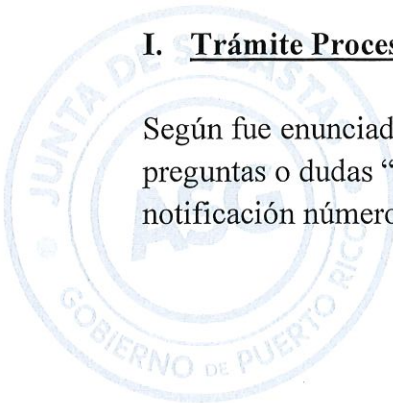 I. Trámite Proces
Según fue enunciad
preguntas o dudas “
notificación número
JUNTA DE SUBASTAS
ASG
GOBIERNO DE PUERTO RICO